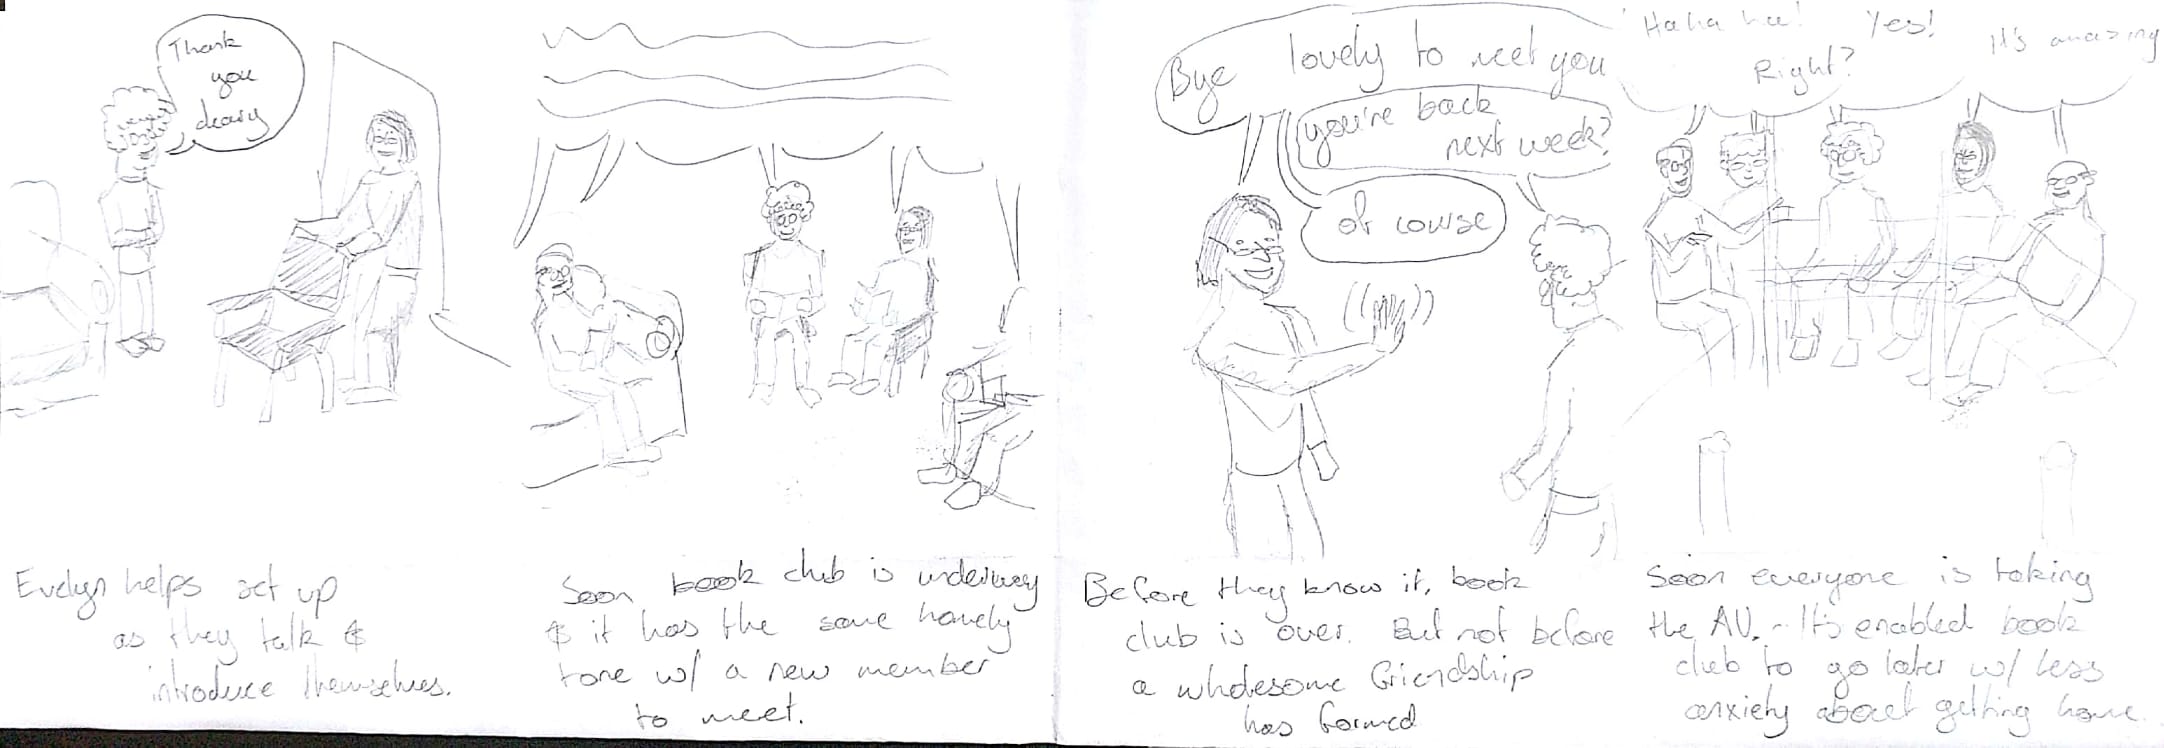 Thank
you
deary
Evelyn helps set up
as they talk &
introduce themselves.
Soon book club is underway
& it has the same homely
tone w/ a new member
to meet.
Bye lovely to meet you
you're back
next week?
of course
Before they know it, book
club is over. But not before
a wholesome friendship
has formed
Haha hee! Yes!
Right? It's amazing
Soon everyone is taking
the AV. It's enabled book
club to go later w/ less
anxiety about getting home.